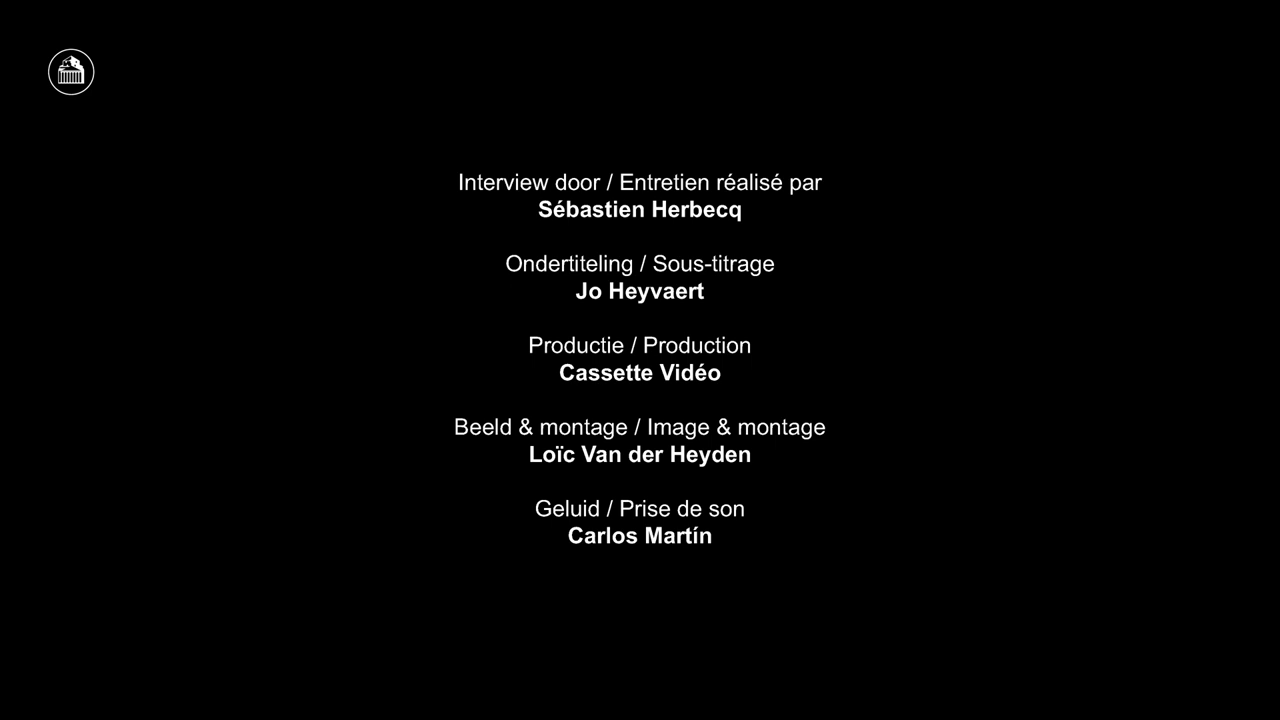 Interview door / Entretien réalisé par
Sébastien Herbecq
Ondertiteling / Sous-titrage
Jo Heyvaert
Productie / Production
Cassette Vidéo
Beeld & montage / Image & montage
Loïc Van der Heyden
Geluid / Prise de son
Carlos Martín